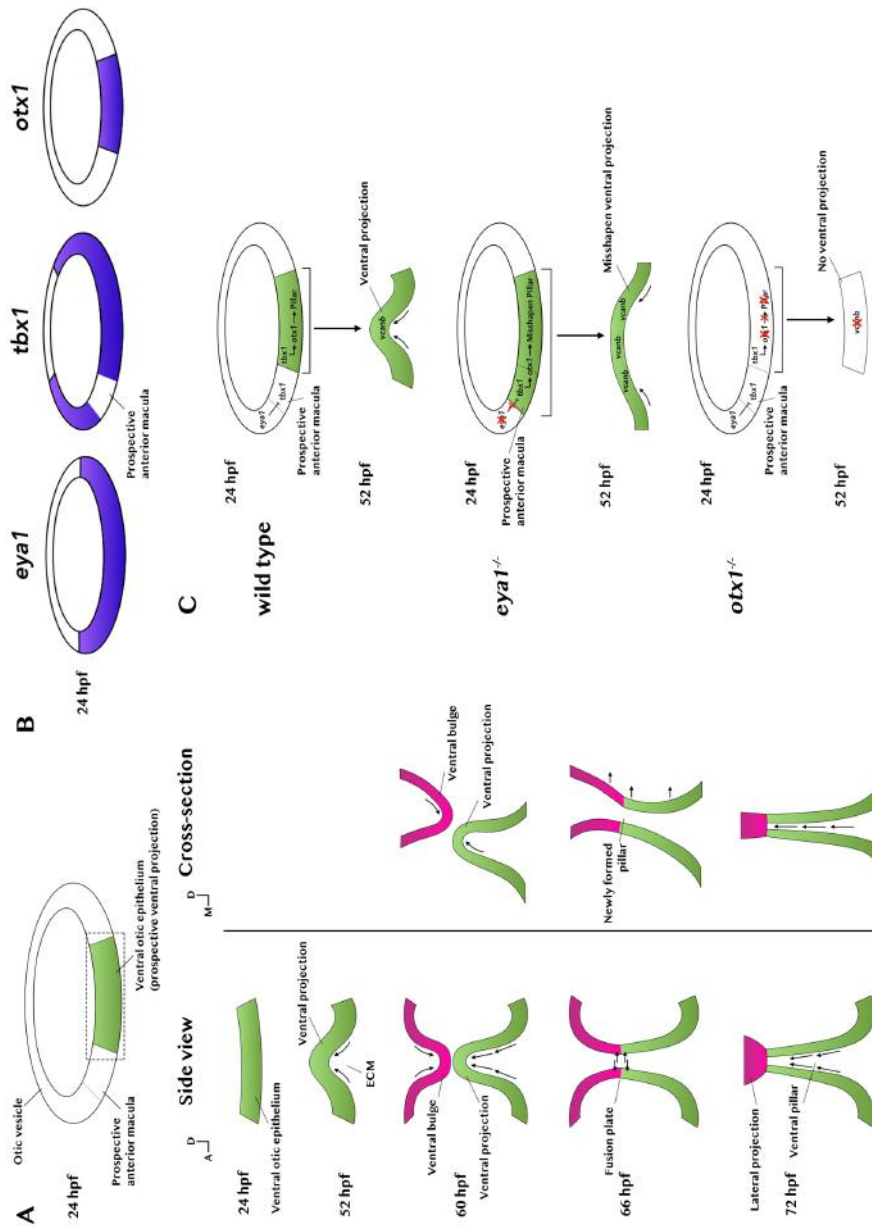 A
Otic vesicle
24 hpf
Prospective
anterior macula
Ventral otic epithelium
(prospective ventral projection)
A
D
Side view
24 hpf
Ventral otic epithelium
52 hpf
Ventral projection
ECM
60 hpf
Ventral bulge
Ventral projection
66 hpf
Fusion plate
72 hpf
Lateral projection
Ventral pillar
M
D
Cross-section
Ventral bulge
Ventral projection
Newly formed
pillar
B
eya1
tbx1
otx1
24 hpf
Prospective
anterior macula
C
wild type
24 hpf
eya1
tbx1
tbx1
otx1 → Pillar
Prospective
anterior macula
52 hpf
vcanb
Ventral projection
eya1-/-
24 hpf
eya1
tbx1
otx1 → Misshapen Pillar
Prospective
anterior macula
52 hpf
vcanb
vcanb
vcanb
Misshapen ventral projection
otx1-/-
24 hpf
eya1
tbx1
tbx1
otx1 → Pillar
Prospective
anterior macula
52 hpf
vcanb
No ventral projection